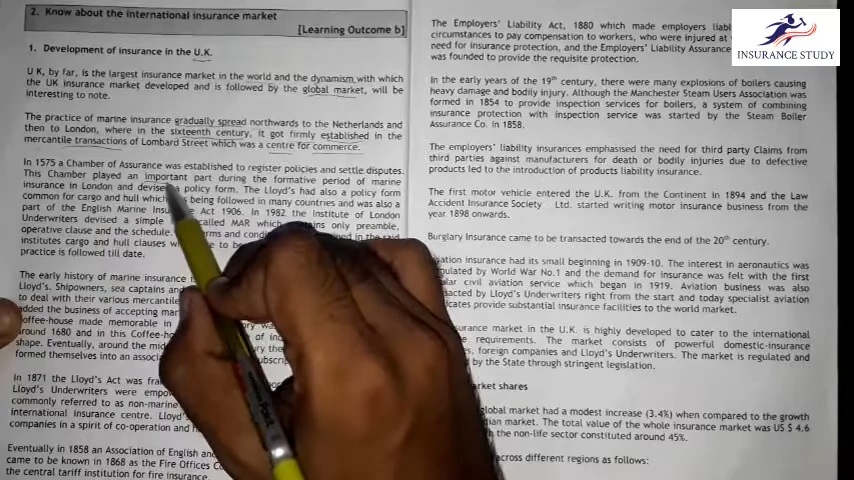 2. Know about the international insurance market
[Learning Outcome b]
1. Development of insurance in the U.K.
U K, by far, is the largest insurance market in the world and the dynamism with which
the UK insurance market developed and is followed by the global market, will be
interesting to note.
The practice of marine insurance gradually spread northwards to the Netherlands and
then to London, where in the sixteenth century, it got firmly established in the
mercantile transactions of Lombard Street which was a centre for commerce.
In 1575 a Chamber of Assurance was established to register policies and settle disputes.
This Chamber played an important part during the formative period of marine
insurance in London and devised a policy form. The Lloyd's had also a policy form
common for cargo and hull which being followed in many countries and was also a
part of the English Marine Act 1906. In 1982 the Institute of London
Underwriters devised a simple called MAR which only preamble,
operative clause and the schedule. terms and in the said
institutes cargo and hull clauses to be
practice is followed till date.
The early history of marine insurance
Lloyd's. Shipowners, sea captains and
to deal with their various mercantile
added the business of accepting
Coffee-house made memorable in
around 1680 and in this
shape. Eventually, around the
formed themselves into an
In 1871 the Lloyd's Act was
Lloyd's Underwriters were
commonly referred to as non-marine
international insurance centre.
companies in a spirit of co-operation and
Eventually in 1858 an Association of English and
came to be known in 1868 as the Fire Offices
the central tariff institution for fire insurance.
The Employers' Liability Act, 1880 which made employers
circumstances to pay compensation to workers, who were injured at
need for insurance protection, and the Employers' Liability Assurance
was founded to provide the requisite protection.
In the early years of the 19th century, there were many explosions of boilers causing
heavy damage and bodily injury. Although the Manchester Steam Users Association was
formed in 1854 to provide inspection services for boilers, a system of combining
insurance protection with inspection service was started by the Steam Boiler
Assurance Co. in 1858.
The employer's liability insurances emphasised the need for third party Claims from
third parties against manufacturers for death or bodily injuries due to defective
products led to the introduction of products liability insurance.
The first motor vehicle entered the U.K. from the Continent in 1894 and the Law
Accident Insurance Society Ltd. started writing motor insurance business from the
year 1898 onwards.
Burglary Insurance came to be transacted towards the end of the 20th century.
insurance had its small beginning in 1909-10. The interest in aeronautics was
by World War No.1 and the demand for insurance was felt with the first
civil aviation service which began in 1919. Aviation business was also
by Lloyd's Underwriters right from the start and today specialist aviation
provide substantial insurance facilities to the world market.
market in the U.K. is highly developed to cater to the international
requirements. The market consists of powerful domestic-insurance
foreign companies and Lloyd's Underwriters. The market is regulated and
by the State through stringent legislation.
market shares
global market had a modest increase (3.4%) when compared to the growth
market. The total value of the whole insurance market was US $ 4.6
the non-life sector constituted around 45%.
across different regions as follows:
INSURANCE STUDY